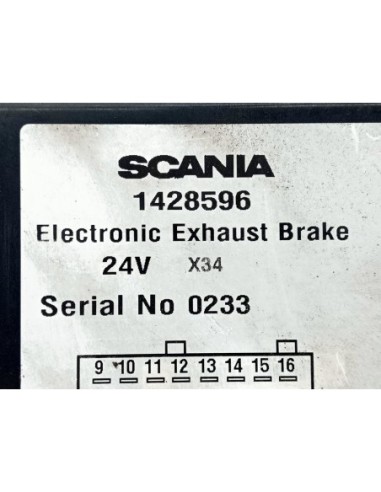 SCANIA
1428596
Electronic Exhaust Brake
24V X34
Serial No 0233
9 10 11 12 13 14 15 16